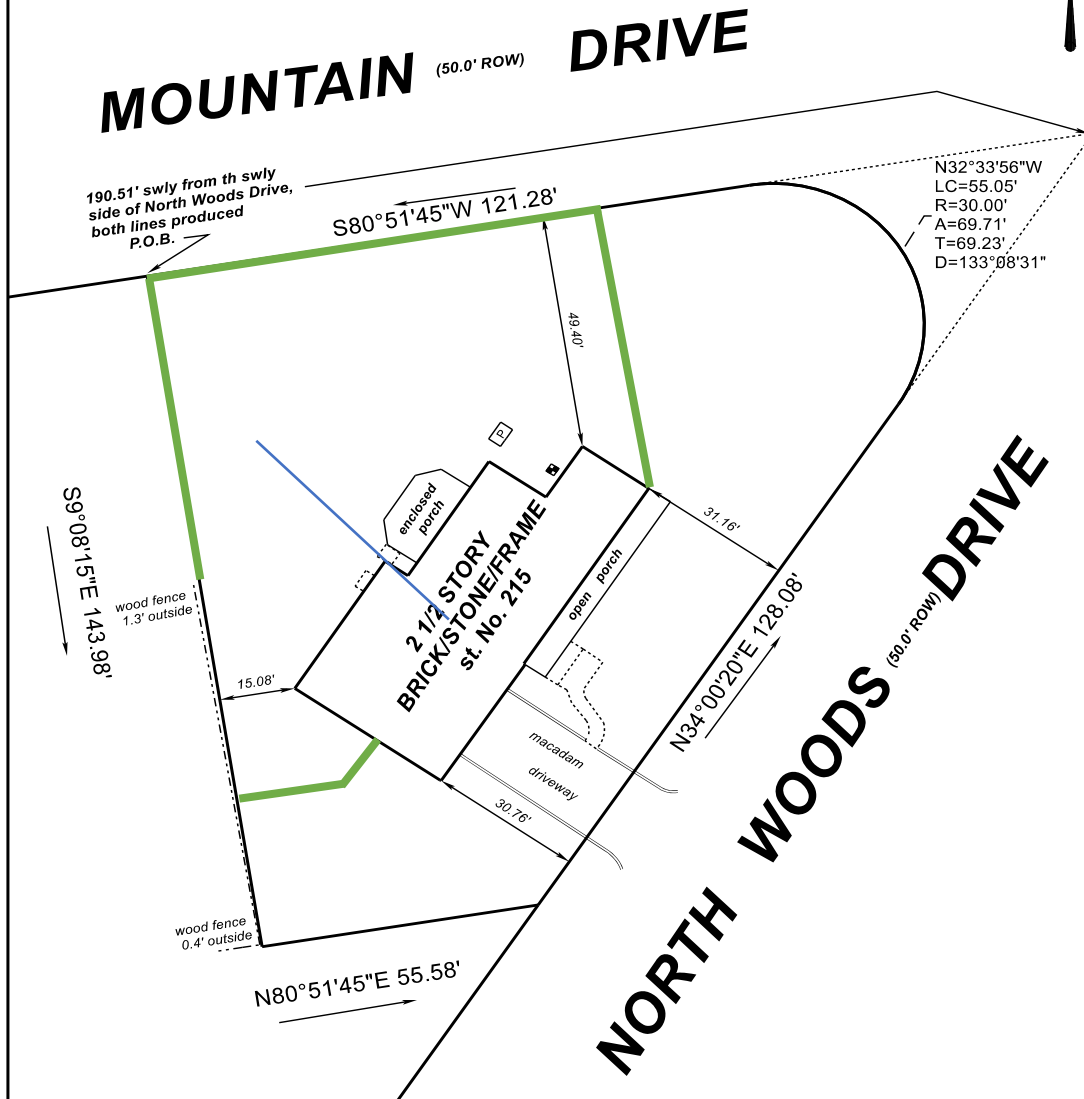 MOUNTAIN (50.0' ROW) DRIVE
190.51' swly from th swly
side of North Woods Drive,
both lines produced
P.O.B.
S80°51'45"W 121.28'
N32°33'56"W
LC=55.05'
R=30.00'
A=69.71'
T=69.23'
D=133°08'31"
49.40'
P
enclosed
porch
S9°08'15"E 143.98'
wood fence
1.3' outside
2 1/2 STORY
BRICK/STONE/FRAME
st. No. 215
open porch
31.16'
15.08'
N34°00'20"E 128.08'
macadam
driveway
30.76'
NORTH WOODS (50.0' ROW) DRIVE
wood fence
0.4' outside
N80°51'45"E 55.58'